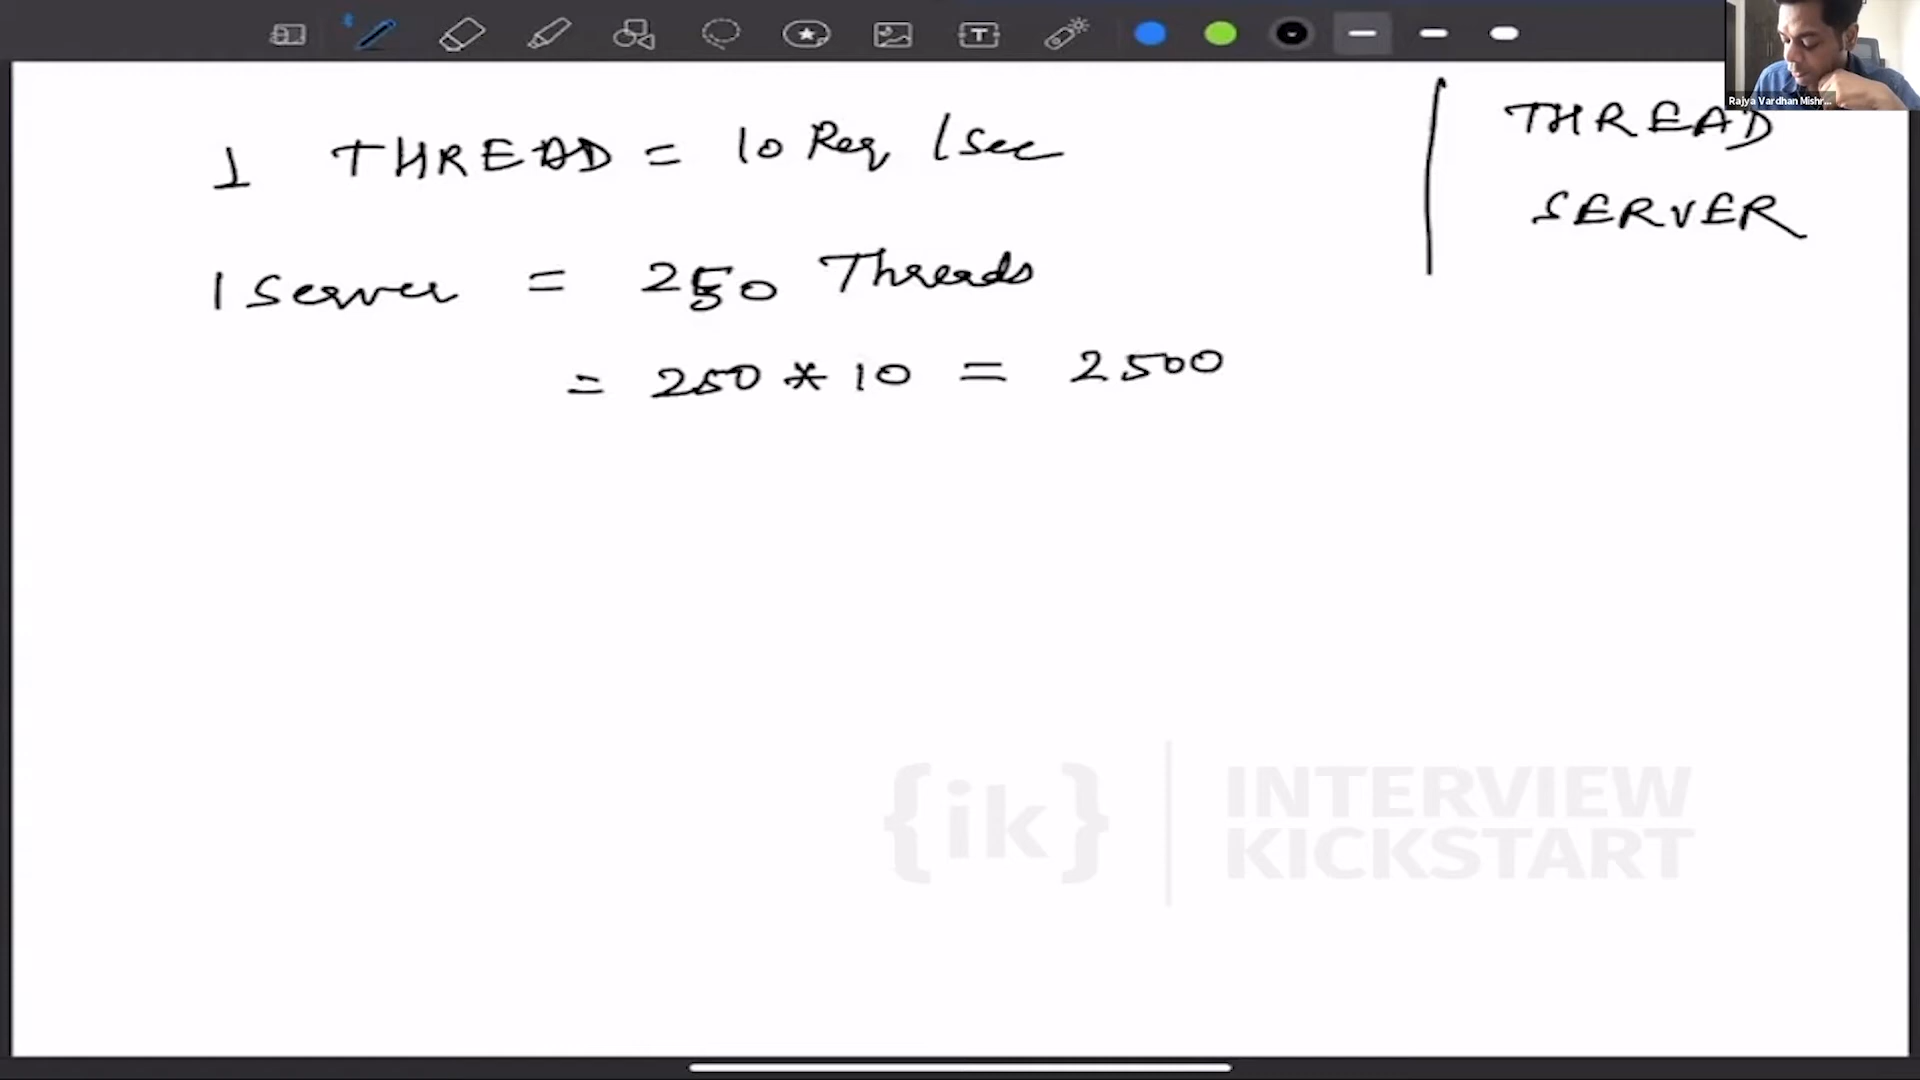 1 THREAD = 10 Req /sec
1 Server = 250 Threads
= 250 * 10 = 2500
THREAD
SERVER
Rajya Vardhan Mishr...
{ik}
INTERVIEW
KICKSTART